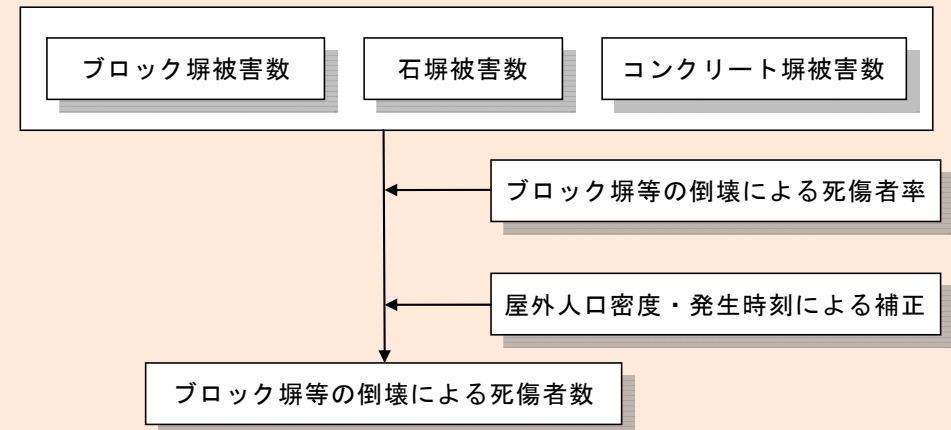 ブロック塀被害数
石塀被害数
コンクリート塀被害数
ブロック塀等の倒壊による死傷者率
屋外人口密度・発生時刻による補正
ブロック塀等の倒壊による死傷者数